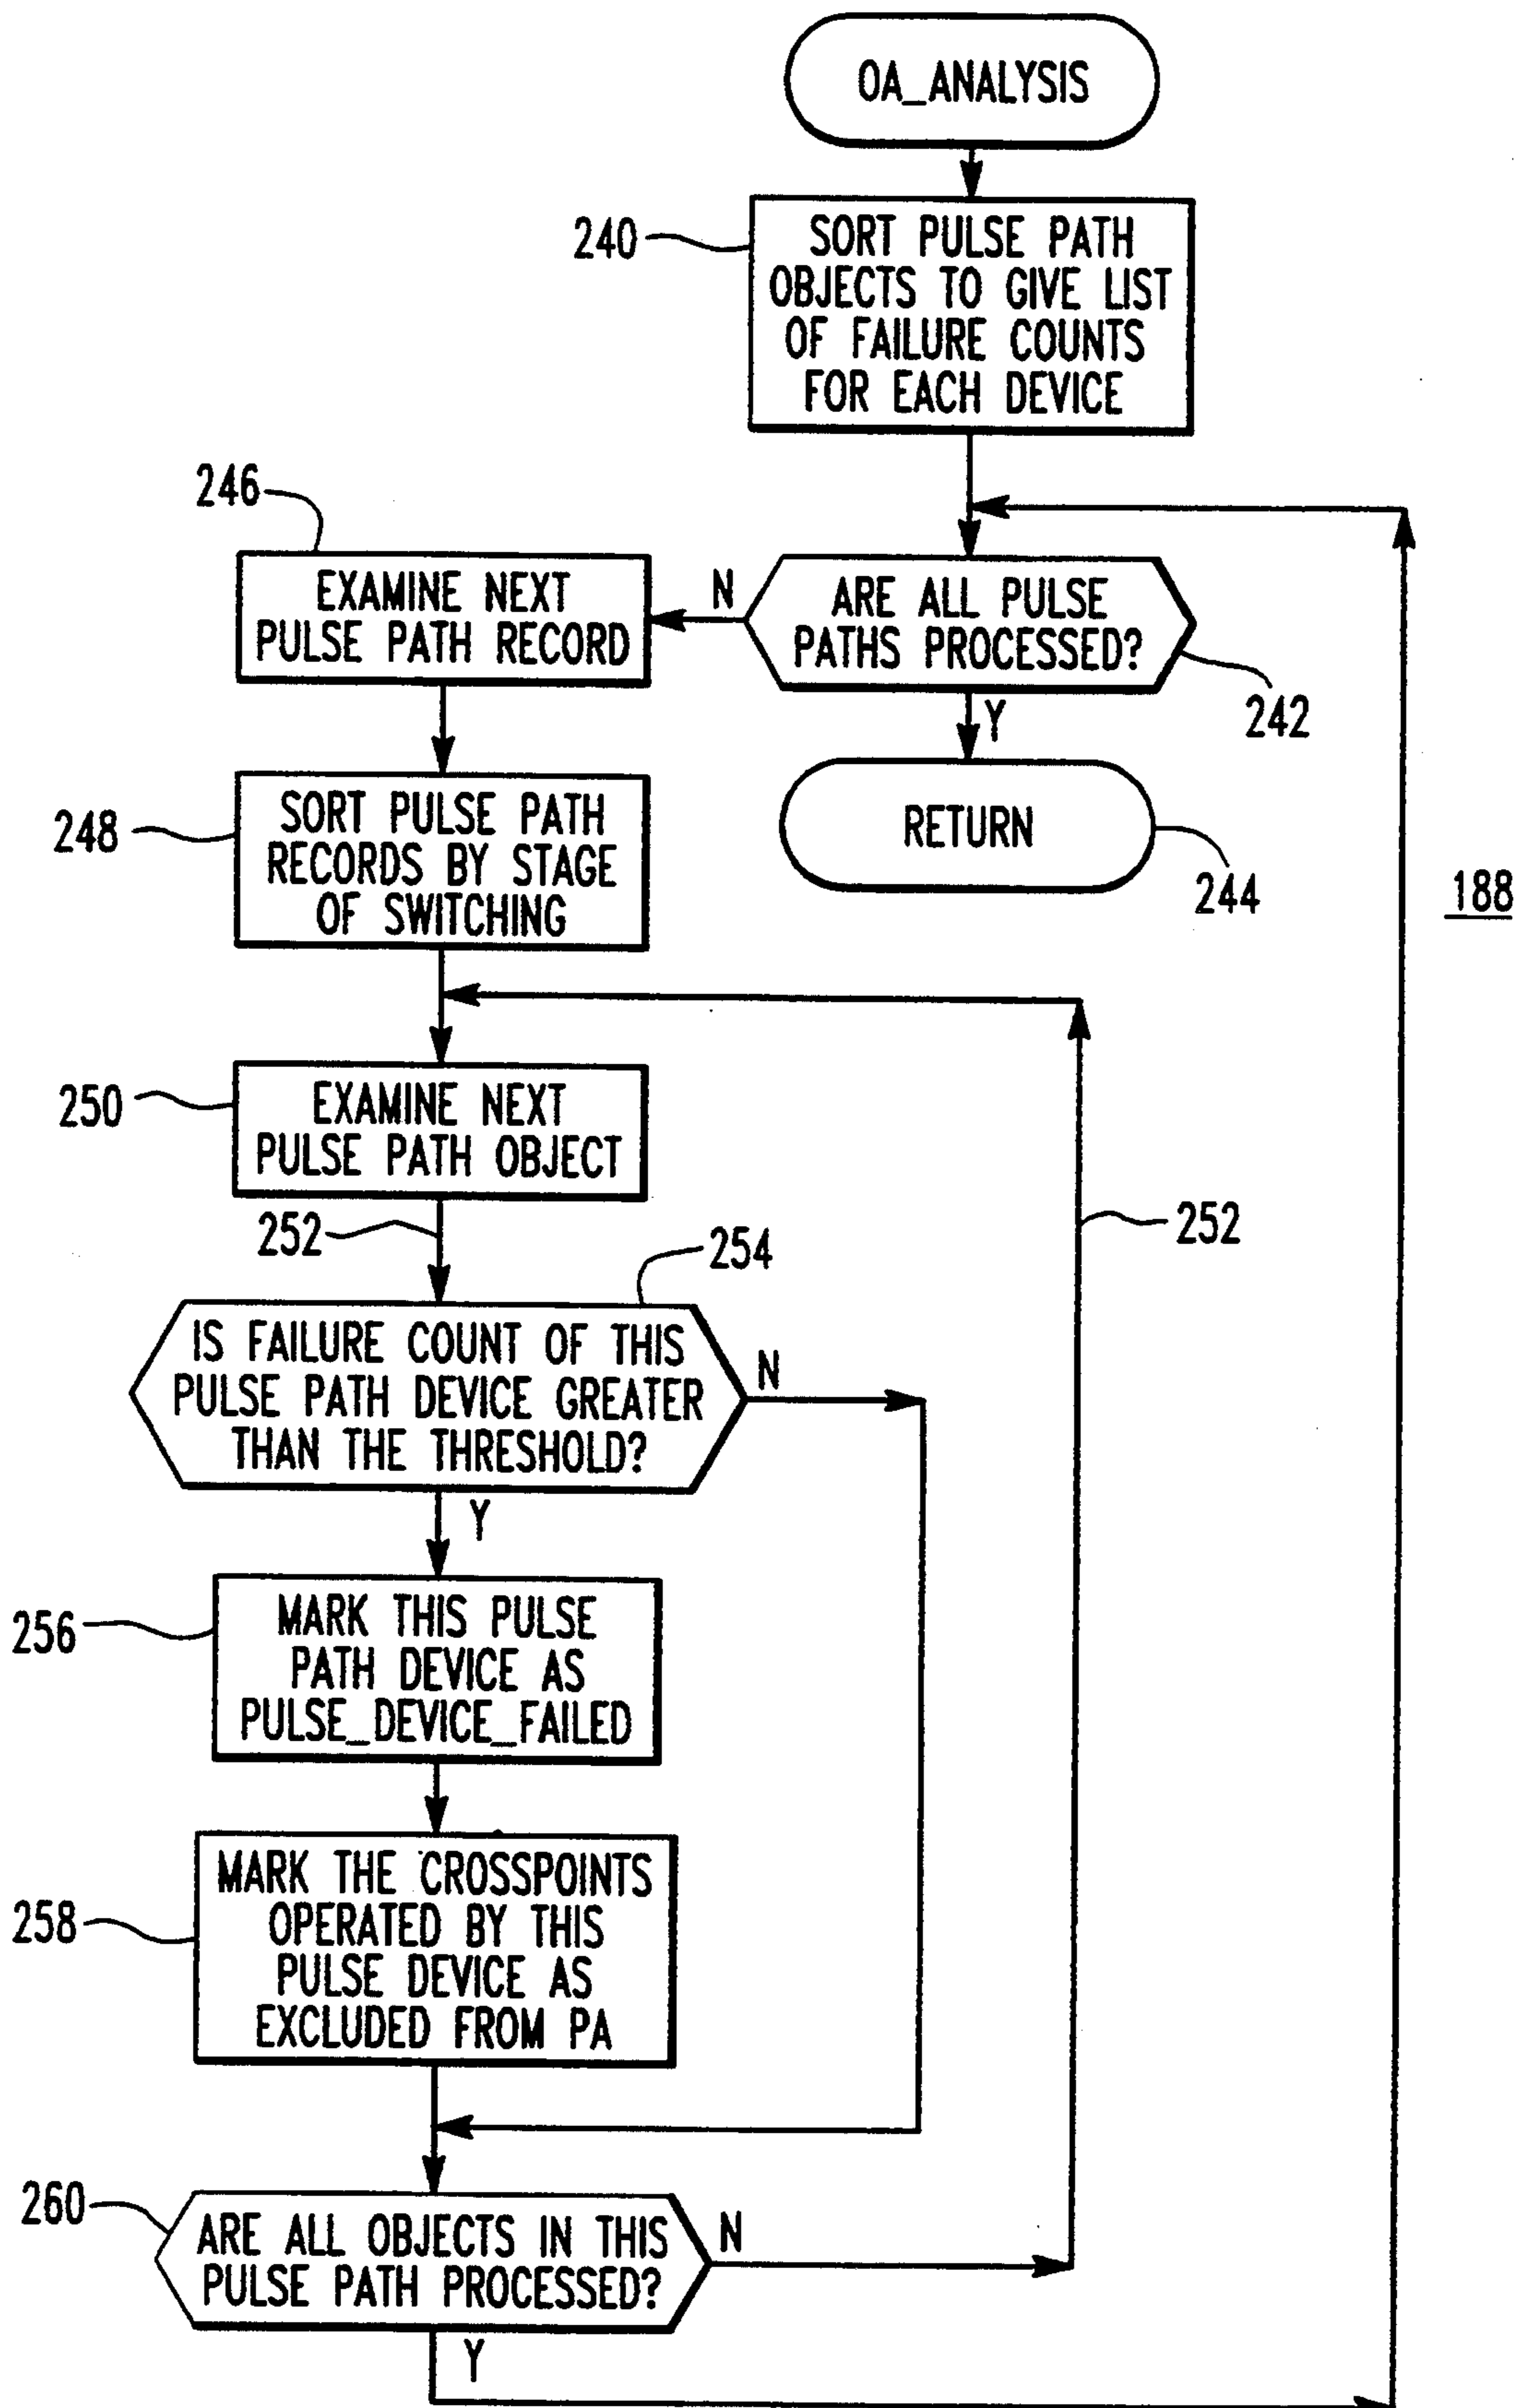 OA_ANALYSIS
240
SORT PULSE PATH
OBJECTS TO GIVE LIST
OF FAILURE COUNTS
FOR EACH DEVICE
246
EXAMINE NEXT
PULSE PATH RECORD
N
ARE ALL PULSE
PATHS PROCESSED?
242
Y
RETURN
244
188
248
SORT PULSE PATH
RECORDS BY STAGE
OF SWITCHING
250
EXAMINE NEXT
PULSE PATH OBJECT
252
252
254
IS FAILURE COUNT OF THIS
PULSE PATH DEVICE GREATER
THAN THE THRESHOLD?
N
Y
256
MARK THIS PULSE
PATH DEVICE AS
PULSE_DEVICE_FAILED
258
MARK THE CROSSPOINTS
OPERATED BY THIS
PULSE DEVICE AS
EXCLUDED FROM PA
260
ARE ALL OBJECTS IN THIS
PULSE PATH PROCESSED?
N
Y